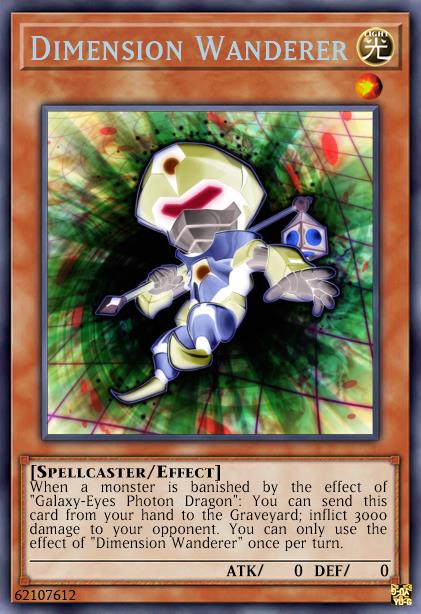 DIMENSION WANDERER
LIGHT
光
[SPELLCASTER/EFFECT]
When a monster is banished by the effect of
"Galaxy-Eyes Photon Dragon": You can send this
card from your hand to the Graveyard; inflict 3000
damage to your opponent. You can only use the
effect of "Dimension Wanderer" once per turn.
ATK/ 0 DEF/ 0
62107612